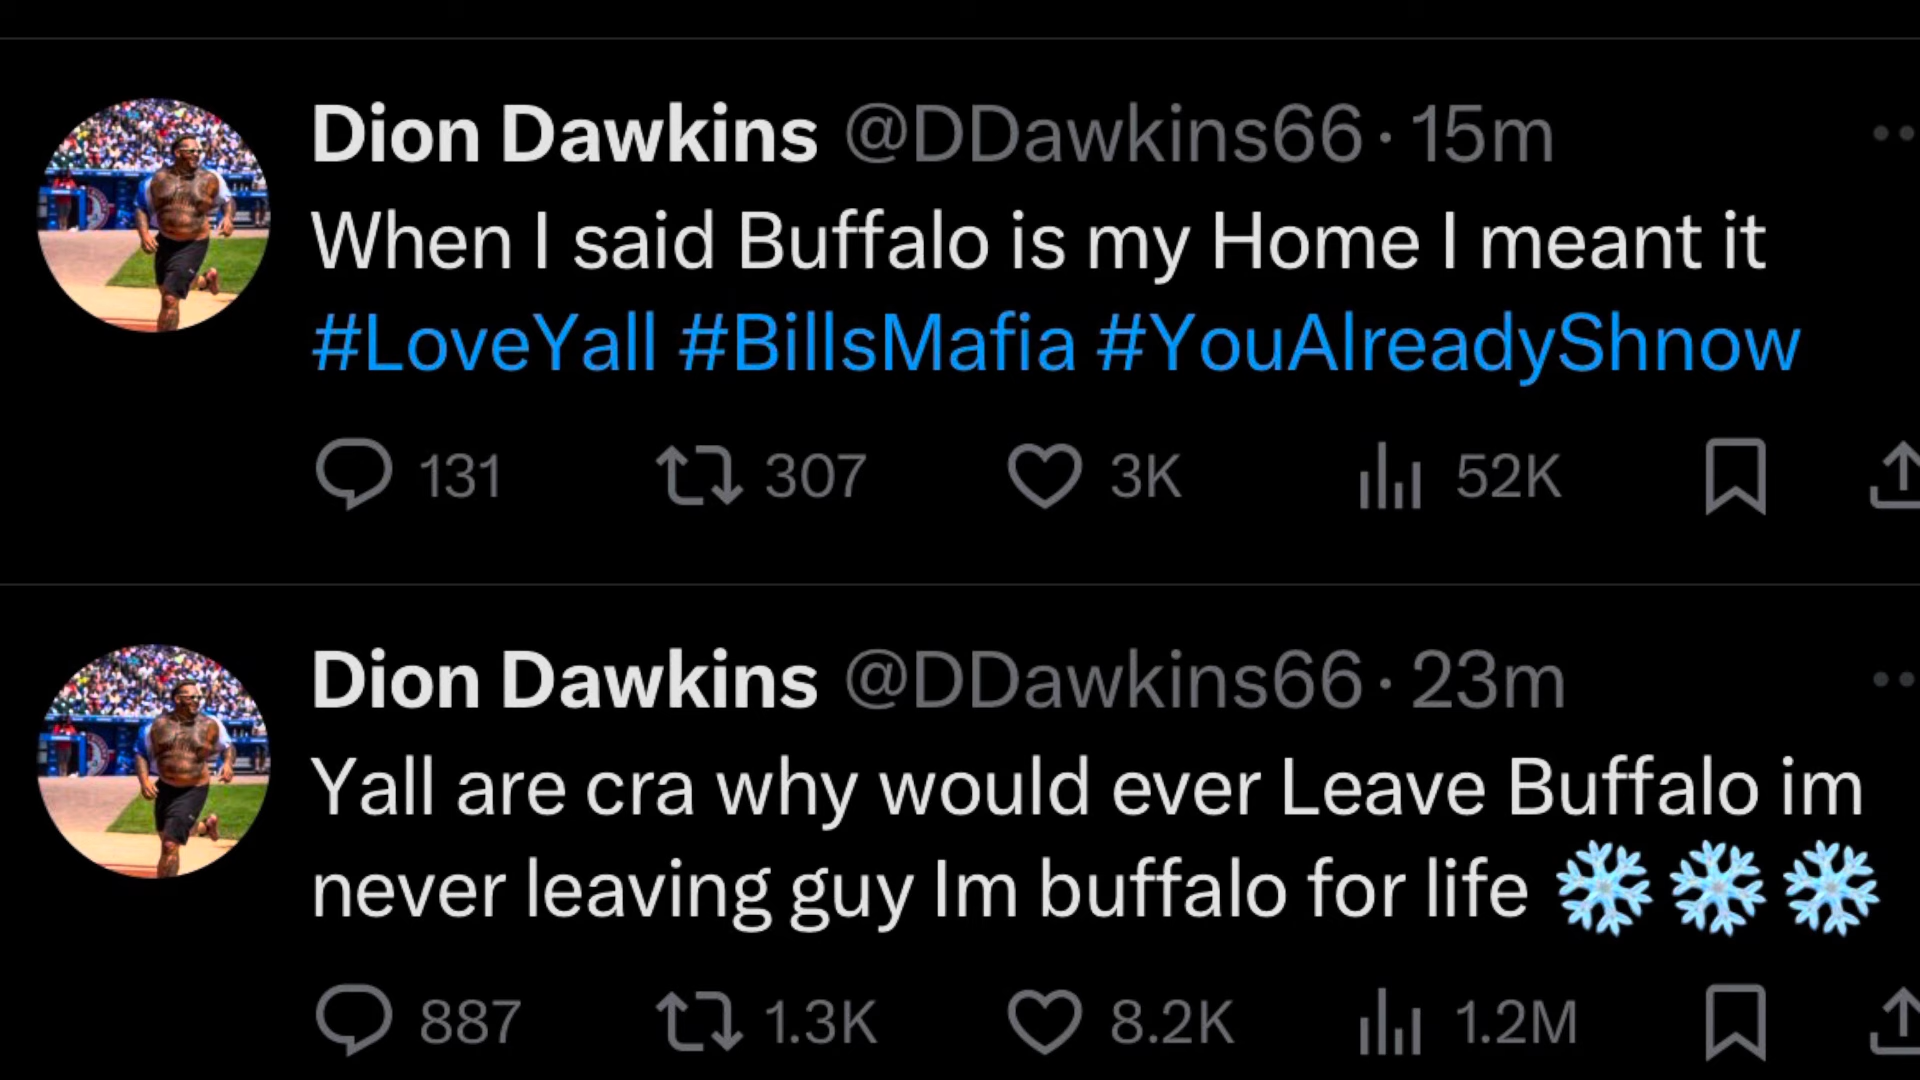 Dion Dawkins @DDawkins66 · 15m
When I said Buffalo is my Home I meant it
#LoveYall #BillsMafia #YouAlreadyShnow
131 307 3K 52K
Dion Dawkins @DDawkins66 · 23m
Yall are cra why would ever Leave Buffalo im
never leaving guy Im buffalo for life ❄️❄️❄️
887 1.3K 8.2K 1.2M